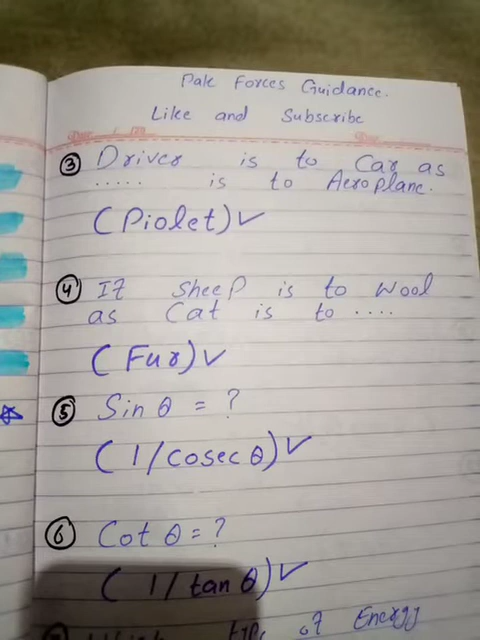 Pak Forces Guidance.
Like and Subscribe
③ Driver is to Car as
..... is to Aeroplane.
(Piolet) ✓
④ If Sheep is to Wool
as Cat is to ....
(Fur) ✓
⑤ Sin θ = ?
(1/cosec θ) ✓
⑥ Cot θ = ?
(1/tan θ) ✓
of Energy